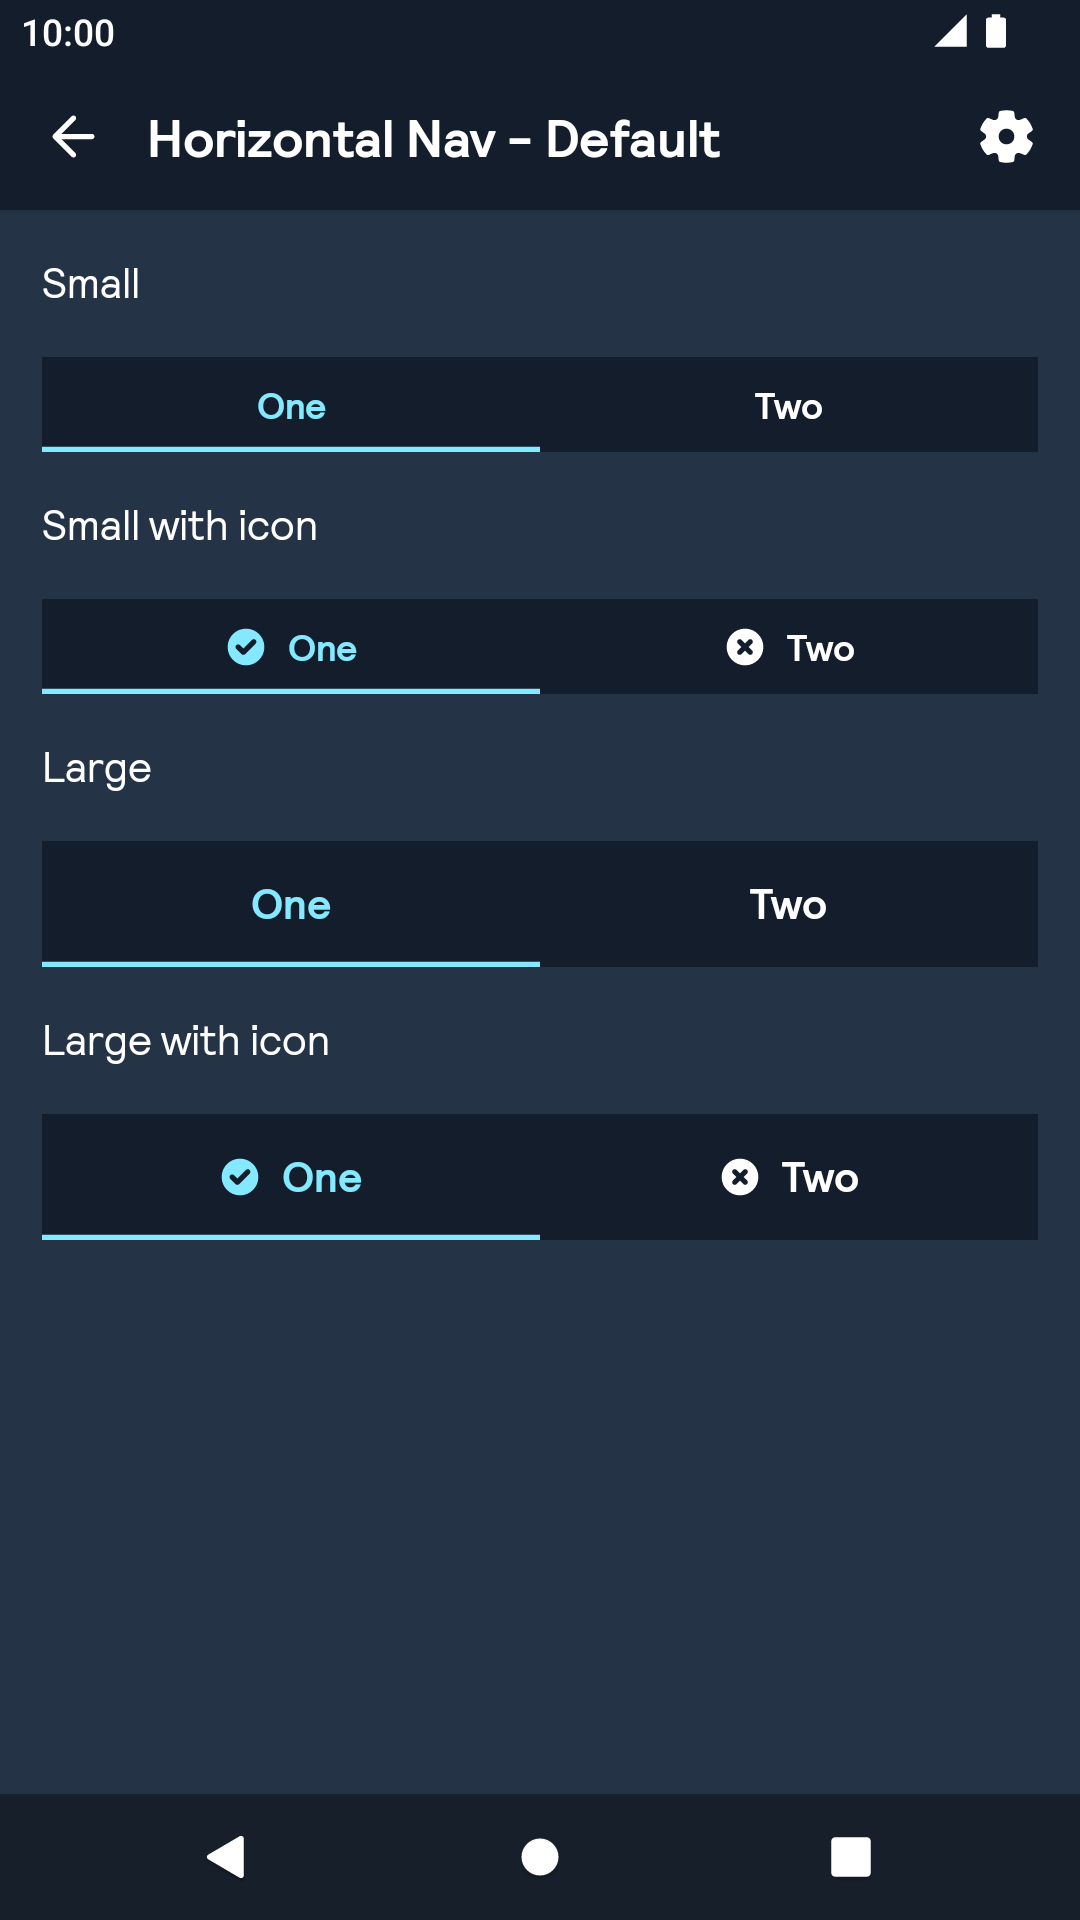 10:00
Horizontal Nav - Default
Small
One Two
Small with icon
One Two
Large
One Two
Large with icon
One Two